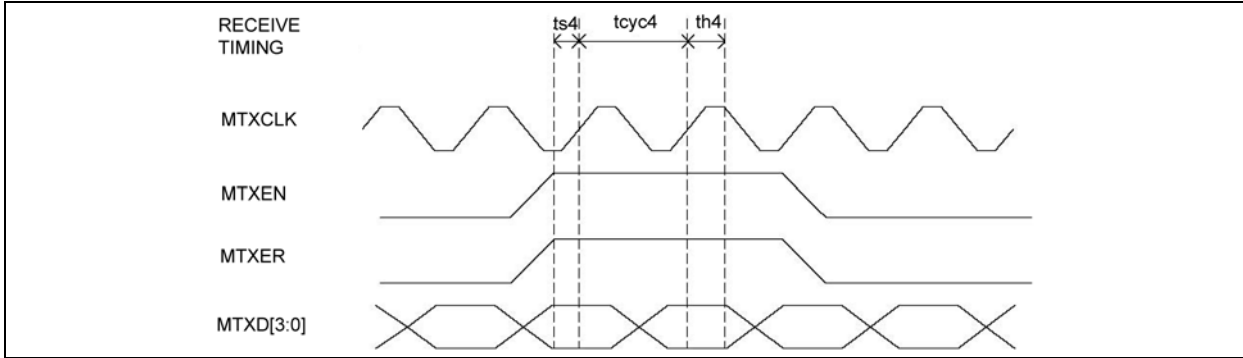 RECEIVE
TIMING
ts4
tcyc4
th4
MTXCLK
MTXEN
MTXER
MTXD[3:0]